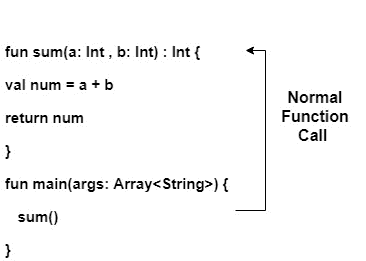 fun sum(a: Int , b: Int) : Int {
val num = a + b
return num
}
fun main(args: Array<String>) {
sum()
}
Normal
Function
Call